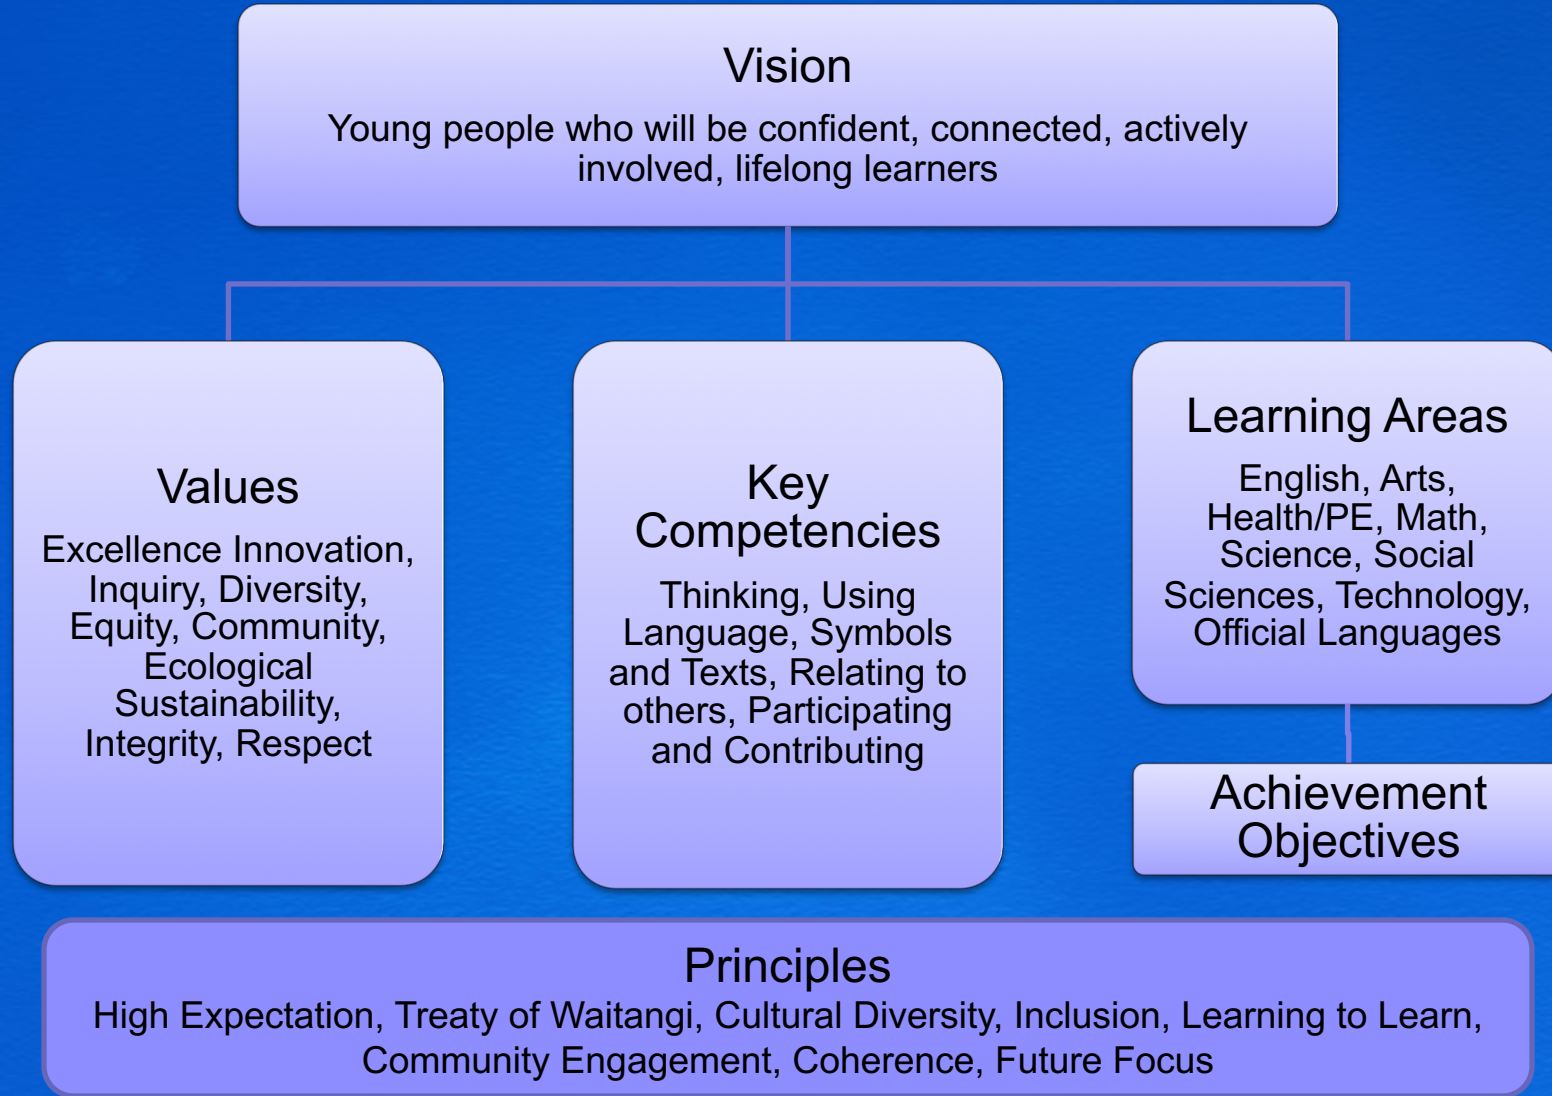 Vision
Young people who will be confident, connected, actively
involved, lifelong learners
Values
Excellence Innovation,
Inquiry, Diversity,
Equity, Community,
Ecological
Sustainability,
Integrity, Respect
Key
Competencies
Thinking, Using
Language, Symbols
and Texts, Relating to
others, Participating
and Contributing
Learning Areas
English, Arts,
Health/PE, Math,
Science, Social
Sciences, Technology,
Official Languages
Achievement
Objectives
Principles
High Expectation, Treaty of Waitangi, Cultural Diversity, Inclusion, Learning to Learn,
Community Engagement, Coherence, Future Focus